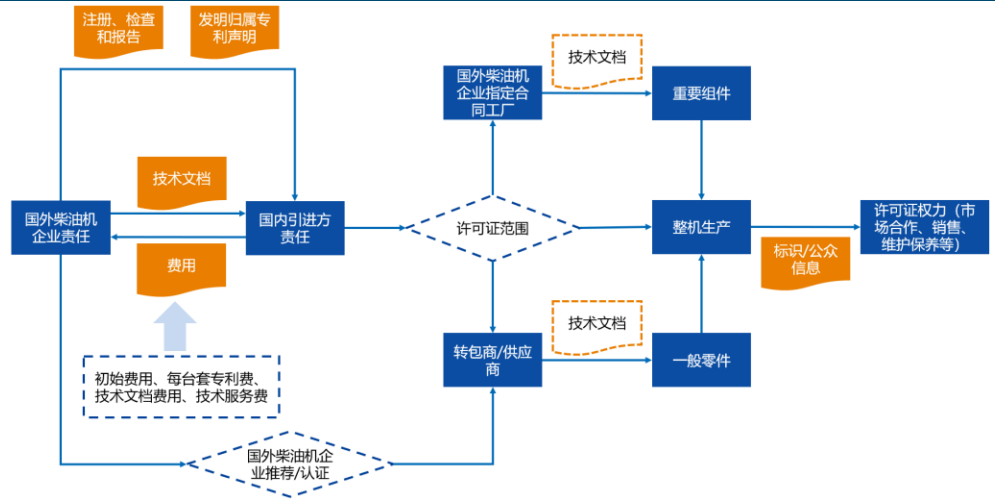 注册、检查
和报告
发明归属专
利声明
国外柴油机
企业指定合
同工厂
技术文档
重要组件
技术文档
国外柴油机
企业责任
国内引进方
责任
许可证范围
整机生产
许可证权力（市
场合作、销售、
维护保养等）
标识/公众
信息
费用
技术文档
转包商/供应
商
一般零件
初始费用、每台套专利费、
技术文档费用、技术服务费
国外柴油机企
业推荐/认证